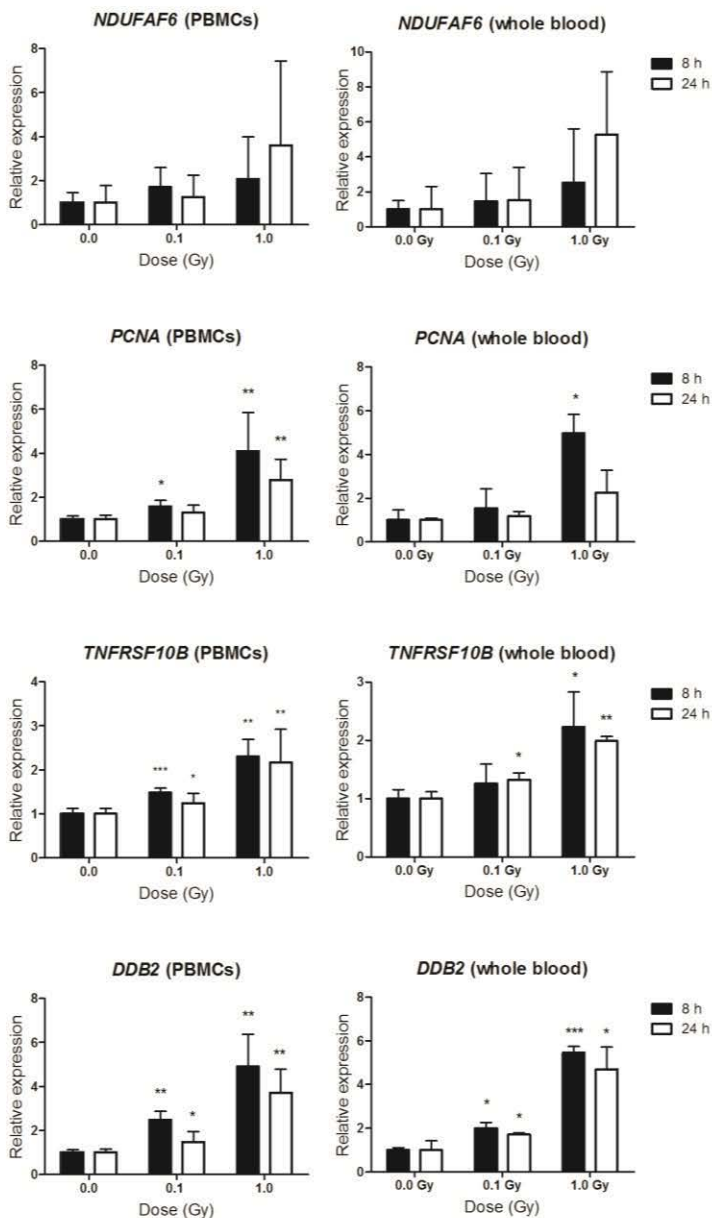 NDUFAF6 (PBMCs)
Relative expression
8
6
4
2
0
0.0 0.1 1.0
Dose (Gy)
NDUFAF6 (whole blood)
Relative expression
10
8
6
4
2
0
0.0 Gy 0.1 Gy 1.0 Gy
Dose (Gy)
8 h
24 h
PCNA (PBMCs)
Relative expression
8
6
4
2
0
* ** **
0.0 0.1 1.0
Dose (Gy)
PCNA (whole blood)
Relative expression
8
6
4
2
0
*
0.0 Gy 0.1 Gy 1.0 Gy
Dose (Gy)
8 h
24 h
TNFRSF10B (PBMCs)
Relative expression
4
3
2
1
0
*** * ** **
0.0 0.1 1.0
Dose (Gy)
TNFRSF10B (whole blood)
Relative expression
3
2
1
0
* * **
0.0 Gy 0.1 Gy 1.0 Gy
Dose (Gy)
8 h
24 h
DDB2 (PBMCs)
Relative expression
8
6
4
2
0
** * ** **
0.0 0.1 1.0
Dose (Gy)
DDB2 (whole blood)
Relative expression
8
6
4
2
0
* * *** *
0.0 Gy 0.1 Gy 1.0 Gy
Dose (Gy)
8 h
24 h